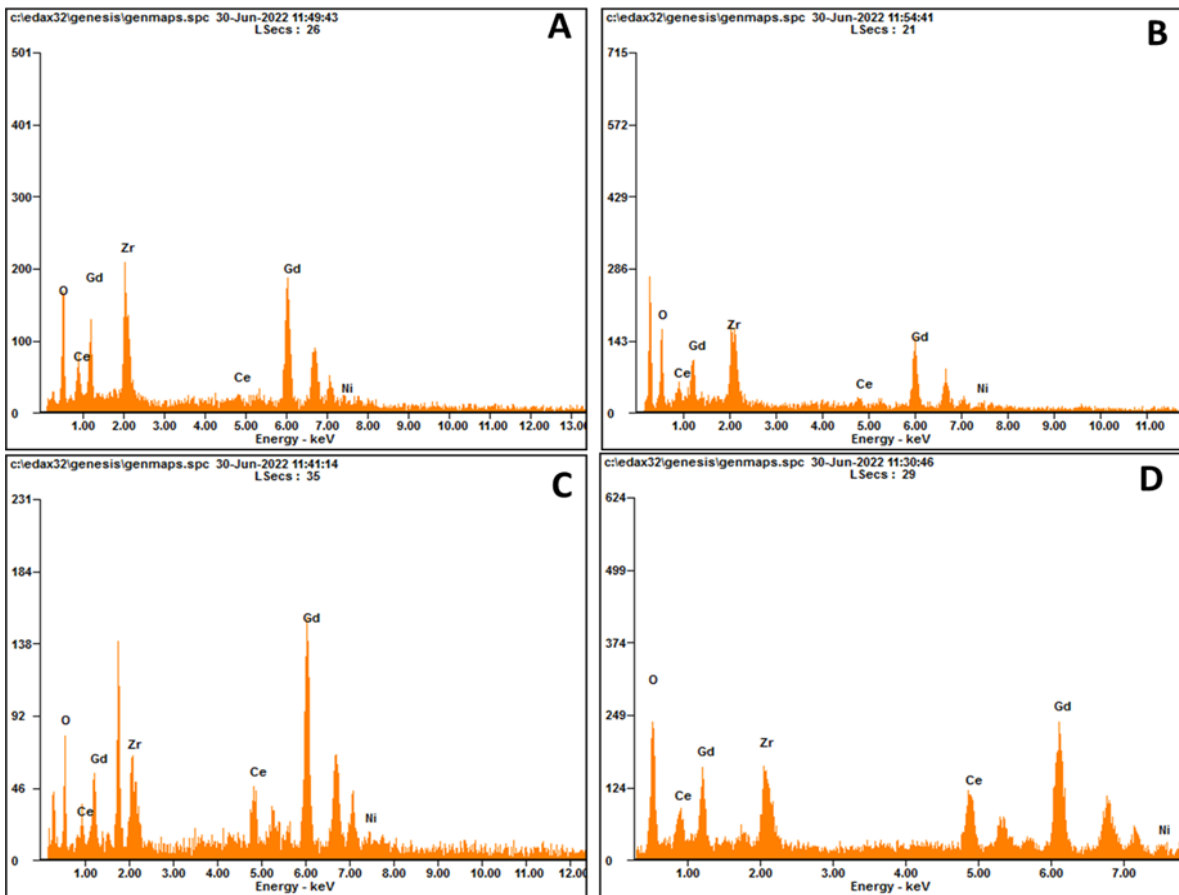 c:\edax32\genesis\genmaps.spc 30-Jun-2022 11:49:43
LSecs : 26
A
501
401
300
200
100
0
O
Ce
Gd
Zr
Ce
Gd
Ni
1.00 2.00 3.00 4.00 5.00 6.00 7.00 8.00 9.00 10.00 11.00 12.00 13.00
Energy - keV
c:\edax32\genesis\genmaps.spc 30-Jun-2022 11:54:41
LSecs : 21
B
715
572
429
286
143
0
O
Ce
Gd
Zr
Ce
Gd
Ni
1.00 2.00 3.00 4.00 5.00 6.00 7.00 8.00 9.00 10.00 11.00
Energy - keV
c:\edax32\genesis\genmaps.spc 30-Jun-2022 11:41:14
LSecs : 35
C
231
184
138
92
46
0
O
Ce
Gd
Zr
Ce
Gd
Ni
1.00 2.00 3.00 4.00 5.00 6.00 7.00 8.00 9.00 10.00 11.00 12.00
Energy - keV
c:\edax32\genesis\genmaps.spc 30-Jun-2022 11:30:46
LSecs : 29
D
624
499
374
249
124
0
O
Ce
Gd
Zr
Ce
Gd
Ni
1.00 2.00 3.00 4.00 5.00 6.00 7.00
Energy - keV